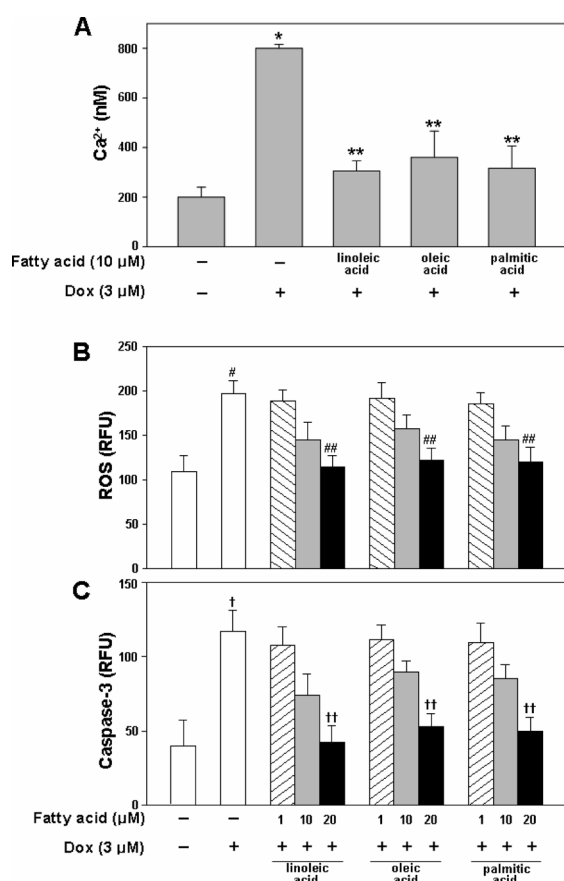 A
Ca²⁺ (nM)
800
600
400
200
0
*
**
**
**
Fatty acid (10 µM) – – linoleic acid oleic acid palmitic acid
Dox (3 µM) – + + + +
B
ROS (RFU)
250
200
150
100
50
0
#
##
##
##
C
Caspase-3 (RFU)
150
100
50
0
†
††
††
††
Fatty acid (µM) – – 1 10 20 1 10 20 1 10 20
Dox (3 µM) – + + + + + + + + + +
linoleic acid oleic acid palmitic acid